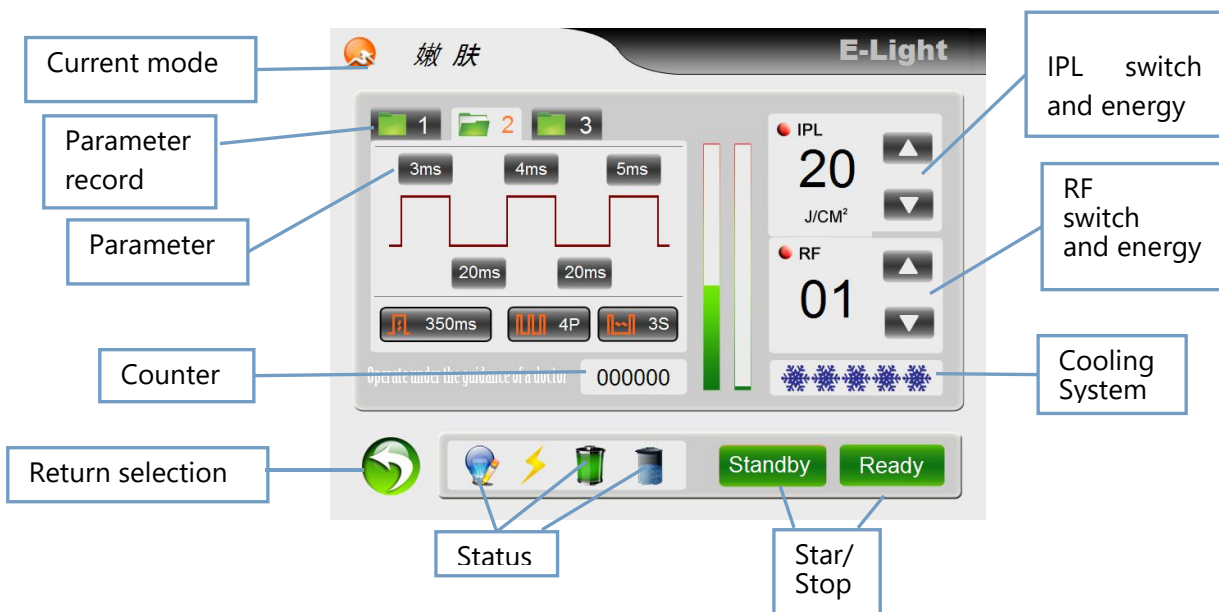 Current mode
嫩 肤
E-Light
IPL switch
and energy
Parameter
record
1
2
3
IPL
20
J/CM²
3ms
4ms
5ms
Parameter
RF
switch
and energy
20ms
20ms
RF
01
350ms
4P
3S
Counter
Operate under the guidance of a doctor
000000
Cooling
System
Return selection
Standby
Ready
Status
Star/
Stop